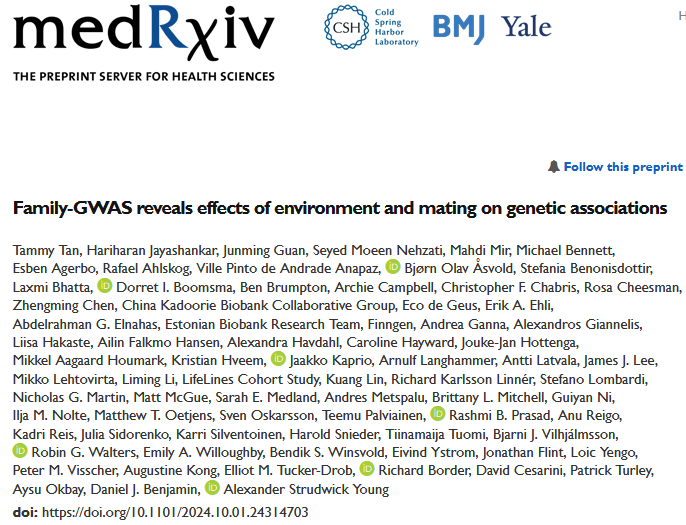 medRχiv
THE PREPRINT SERVER FOR HEALTH SCIENCES
CSH
Cold
Spring
Harbor
Laboratory
BMJ
Yale
H
Follow this preprint
Family-GWAS reveals effects of environment and mating on genetic associations
Tammy Tan, Hariharan Jayashankar, Junming Guan, Seyed Moeen Nehzati, Mahdi Mir, Michael Bennett,
Esben Agerbo, Rafael Ahlskog, Ville Pinto de Andrade Anapaz, iD Bjørn Olav Åsvold, Stefania Benonisdottir,
Laxmi Bhatta, iD Dorret I. Boomsma, Ben Brumpton, Archie Campbell, Christopher F. Chabris, Rosa Cheesman,
Zhengming Chen, China Kadoorie Biobank Collaborative Group, Eco de Geus, Erik A. Ehli,
Abdelrahman G. Elnahas, Estonian Biobank Research Team, Finngen, Andrea Ganna, Alexandros Giannelis,
Liisa Hakaste, Ailin Falkmo Hansen, Alexandra Havdahl, Caroline Hayward, Jouke-Jan Hottenga,
Mikkel Aagaard Houmark, Kristian Hveem, iD Jaakko Kaprio, Arnulf Langhammer, Antti Latvala, James J. Lee,
Mikko Lehtovirta, Liming Li, LifeLines Cohort Study, Kuang Lin, Richard Karlsson Linnér, Stefano Lombardi,
Nicholas G. Martin, Matt McGue, Sarah E. Medland, Andres Metspalu, Brittany L. Mitchell, Guiyan Ni,
Ilja M. Nolte, Matthew T. Oetjens, Sven Oskarsson, Teemu Palviainen, iD Rashmi B. Prasad, Anu Reigo,
Kadri Reis, Julia Sidorenko, Karri Silventoinen, Harold Snieder, Tiinamaija Tuomi, Bjarni J. Vilhjálmsson,
iD Robin G. Walters, Emily A. Willoughby, Bendik S. Winsvold, Eivind Ystrom, Jonathan Flint, Loic Yengo,
Peter M. Visscher, Augustine Kong, Elliot M. Tucker-Drob, iD Richard Border, David Cesarini, Patrick Turley,
Aysu Okbay, Daniel J. Benjamin, iD Alexander Strudwick Young
doi: https://doi.org/10.1101/2024.10.01.24314703